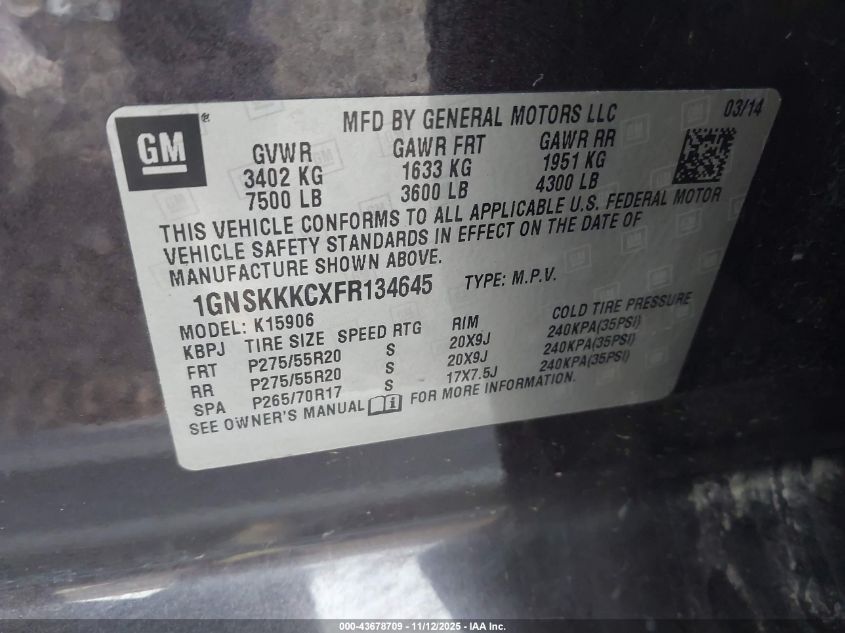 GM®
MFD BY GENERAL MOTORS LLC
03/14
GVWR GAWR FRT GAWR RR
3402 KG 1633 KG 1951 KG
7500 LB 3600 LB 4300 LB
THIS VEHICLE CONFORMS TO ALL APPLICABLE U.S. FEDERAL MOTOR
VEHICLE SAFETY STANDARDS IN EFFECT ON THE DATE OF
MANUFACTURE SHOWN ABOVE.
1GNSKKKCXFR134645 TYPE: M.P.V.
MODEL: K15906
KBPJ TIRE SIZE SPEED RTG RIM COLD TIRE PRESSURE
FRT P275/55R20 S 20X9J 240KPA(35PSI)
RR P275/55R20 S 20X9J 240KPA(35PSI)
SPA P265/70R17 S 17X7.5J 240KPA(35PSI)
SEE OWNER'S MANUAL i FOR MORE INFORMATION.
000-43678709 - 11/12/2025 - IAA Inc.